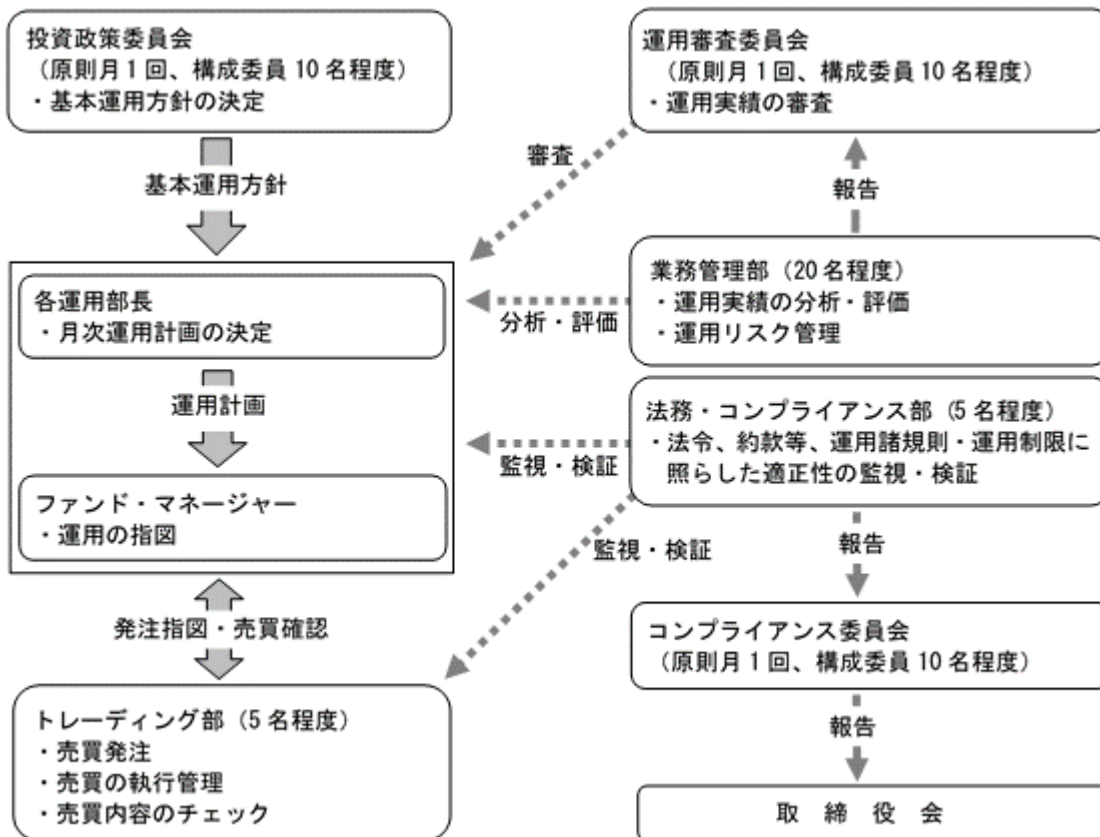 投資政策委員会
（原則月1回、構成委員10名程度）
・基本運用方針の決定
基本運用方針
各運用部長
・月次運用計画の決定
運用計画
ファンド・マネージャー
・運用の指図
発注指図・売買確認
トレーディング部（5名程度）
・売買発注
・売買の執行管理
・売買内容のチェック
運用審査委員会
（原則月1回、構成委員10名程度）
・運用実績の審査
審査
報告
業務管理部（20名程度）
・運用実績の分析・評価
・運用リスク管理
分析・評価
法務・コンプライアンス部（5名程度）
・法令、約款等、運用諸規則・運用制限に
照らした適正性の監視・検証
監視・検証
監視・検証
報告
コンプライアンス委員会
（原則月1回、構成委員10名程度）
報告
取締役会